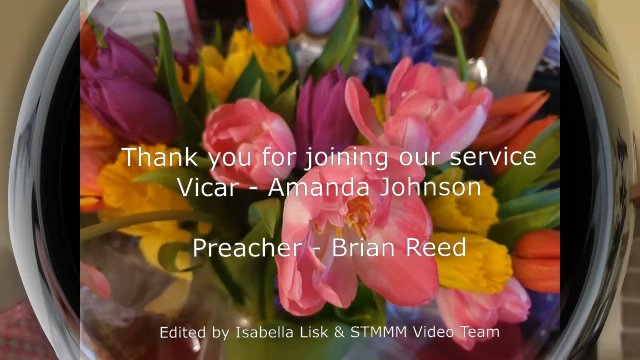 Thank you for joining our service
Vicar - Amanda Johnson
Preacher - Brian Reed
Edited by Isabella Lisk & STMMM Video Team